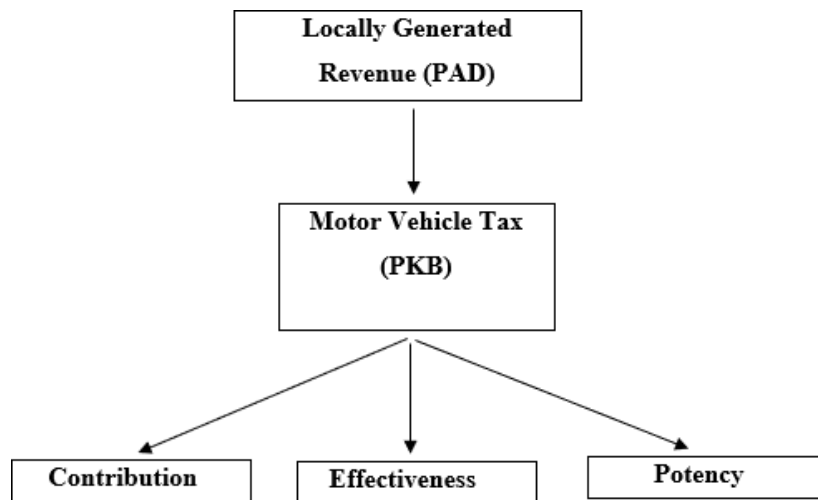 Locally Generated
Revenue (PAD)
Motor Vehicle Tax
(PKB)
Contribution
Effectiveness
Potency